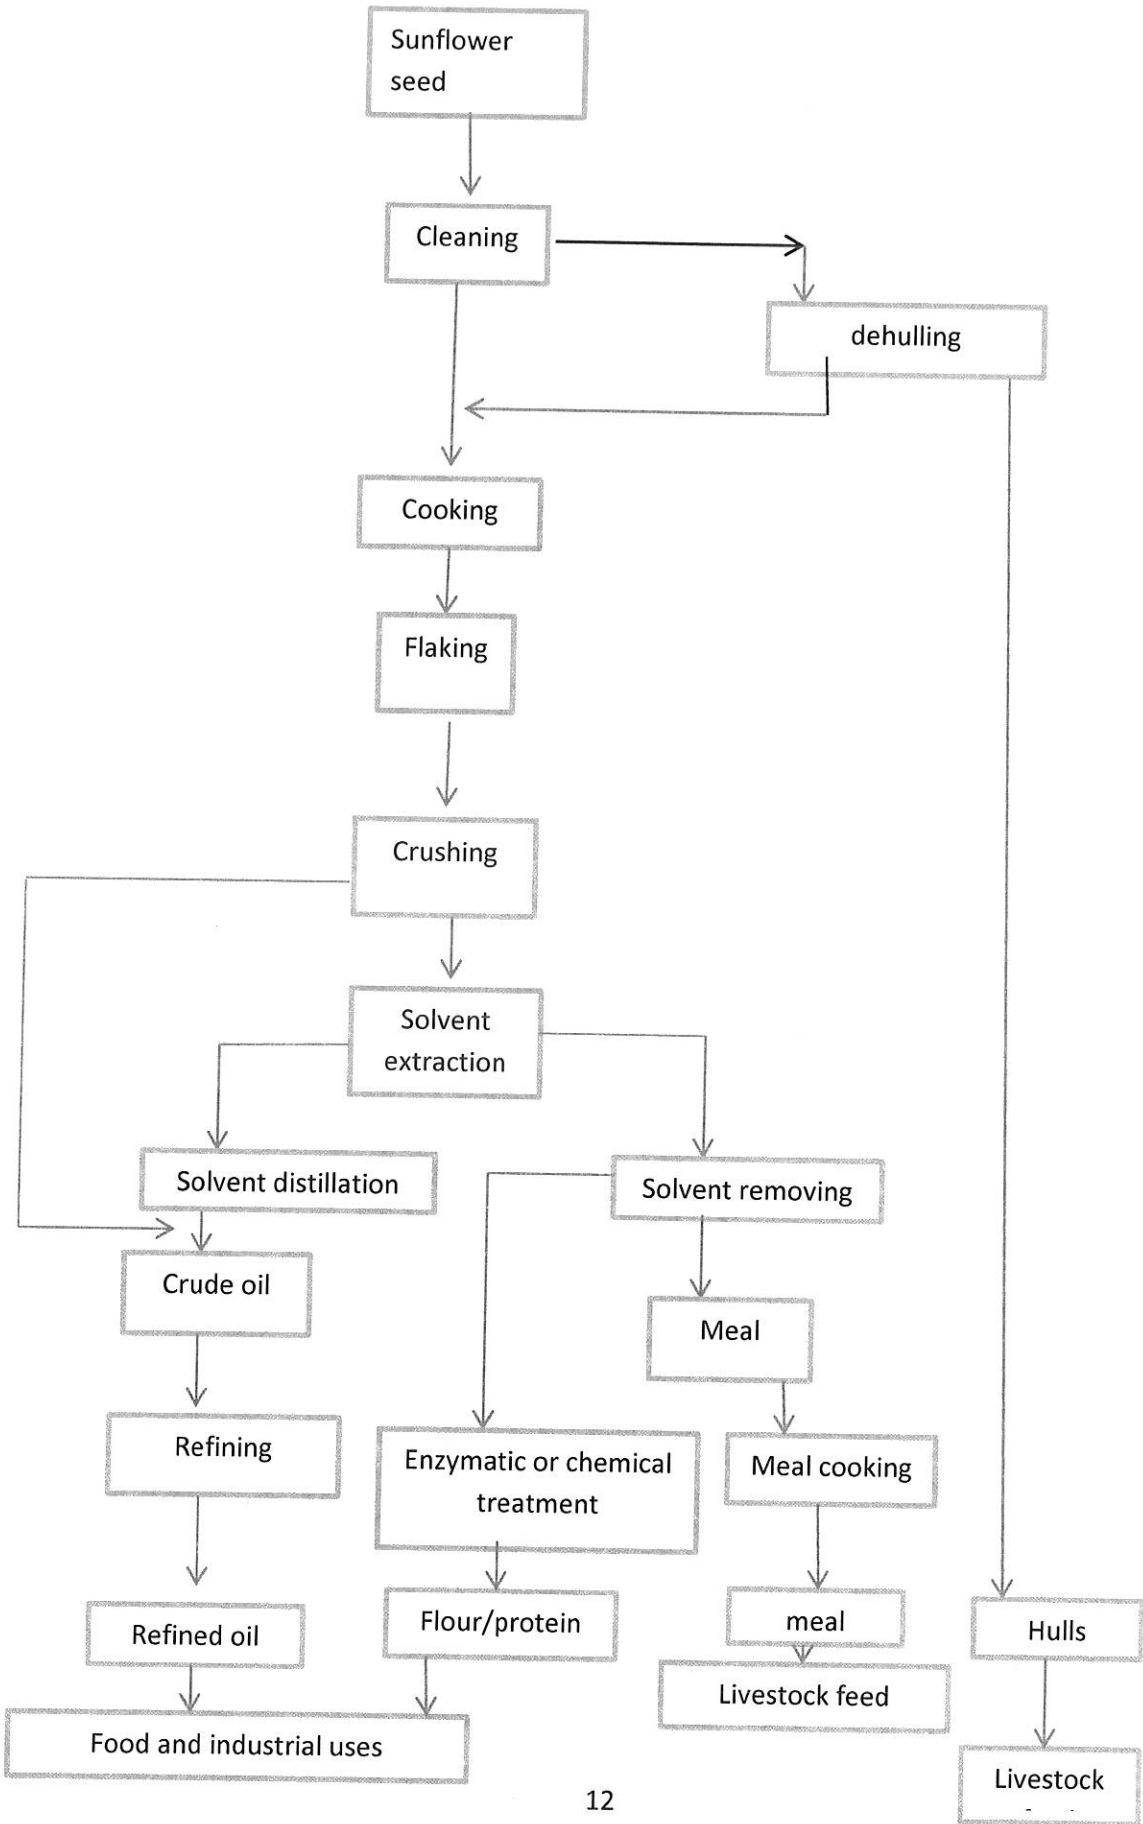 Sunflower
seed
Cleaning
dehulling
Cooking
Flaking
Crushing
Solvent
extraction
Solvent distillation
Solvent removing
Crude oil
Meal
Refining
Enzymatic or chemical
treatment
Meal cooking
Refined oil
Flour/protein
meal
Hulls
Livestock feed
Food and industrial uses
Livestock
12